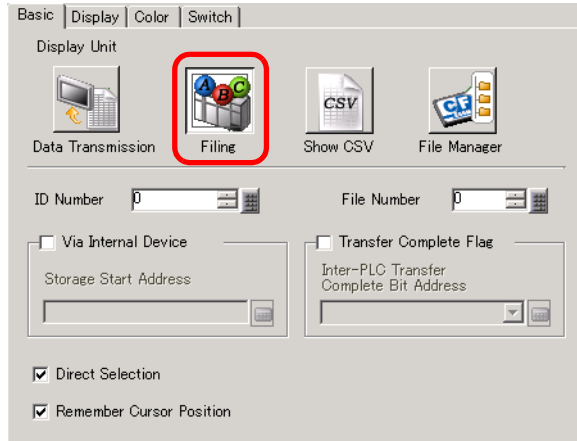 Basic Display Color Switch
Display Unit
A B C
CSV
CF
Data Transmission Filing Show CSV File Manager
ID Number 0 File Number 0
Via Internal Device Transfer Complete Flag
Storage Start Address
Inter-PLC Transfer
Complete Bit Address
Direct Selection
Remember Cursor Position